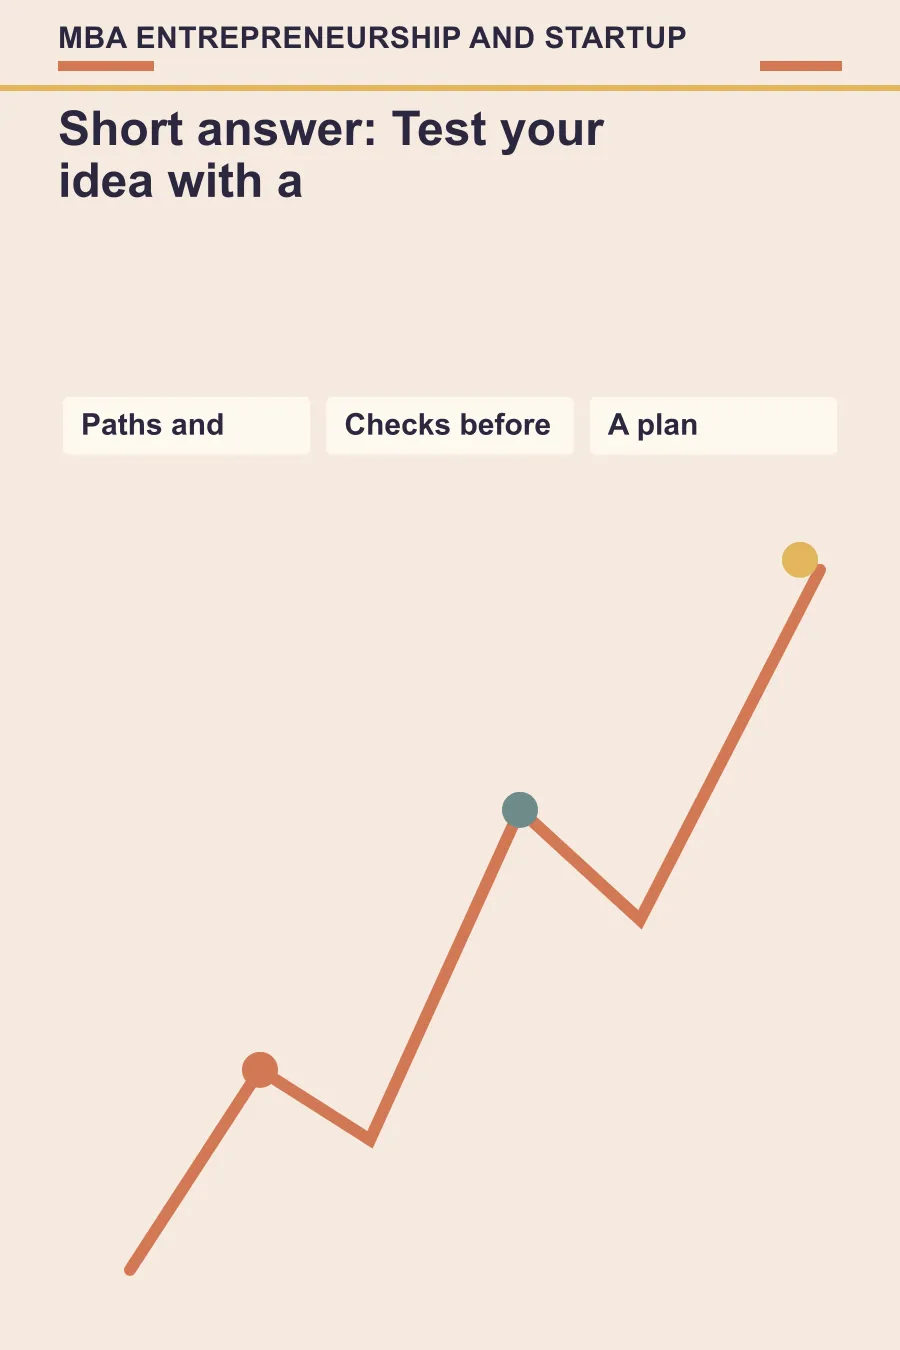 MBA ENTREPRENEURSHIP AND STARTUP
Short answer: Test your
idea with a
Paths and
Checks before
A plan